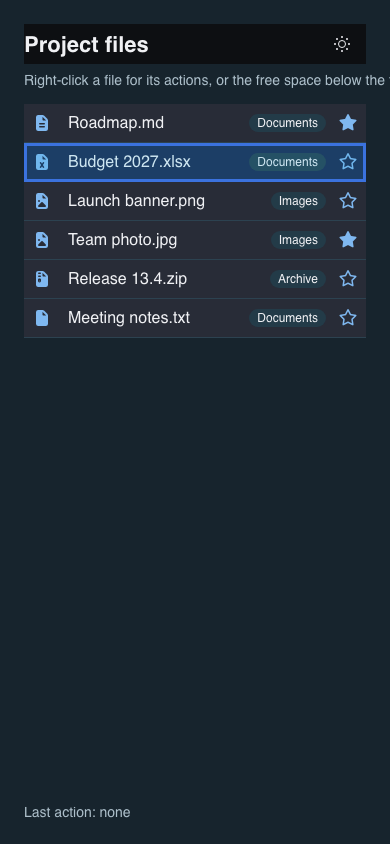 Project files
Right-click a file for its actions, or the free space below the
Roadmap.md Documents
Budget 2027.xlsx Documents
Launch banner.png Images
Team photo.jpg Images
Release 13.4.zip Archive
Meeting notes.txt Documents
Last action: none